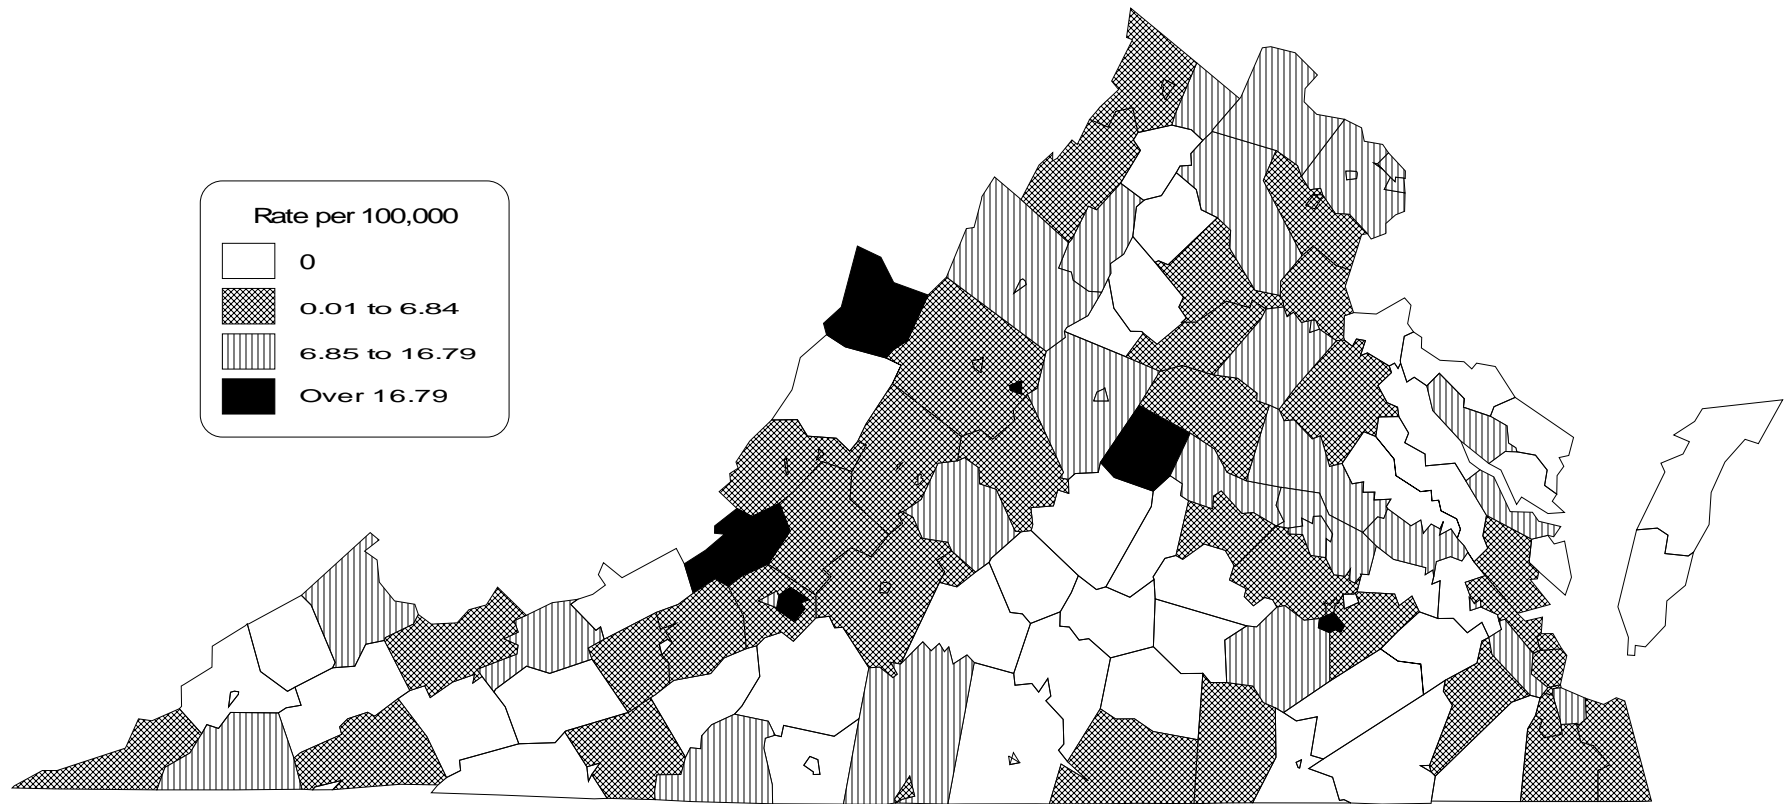 Rate per 100,000
0
0.01 to 6.84
6.85 to 16.79
Over 16.79